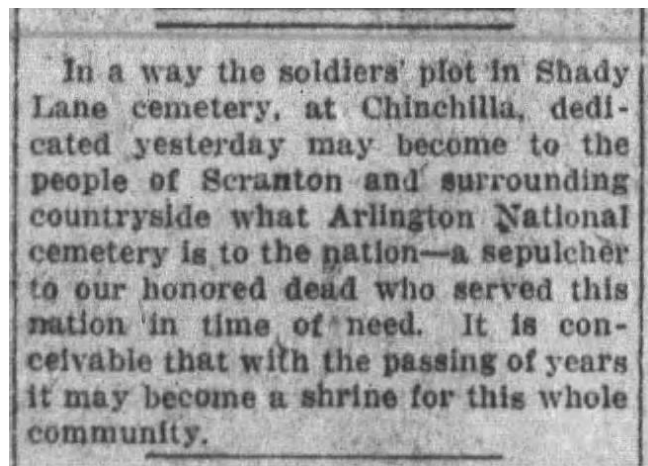 In a way the soldiers' plot in Shady
Lane cemetery, at Chinchilla, dedi-
cated yesterday may become to the
people of Scranton and surrounding
countryside what Arlington National
cemetery is to the nation—a sepulcher
to our honored dead who served this
nation in time of need. It is con-
ceivable that with the passing of years
it may become a shrine for this whole
community.